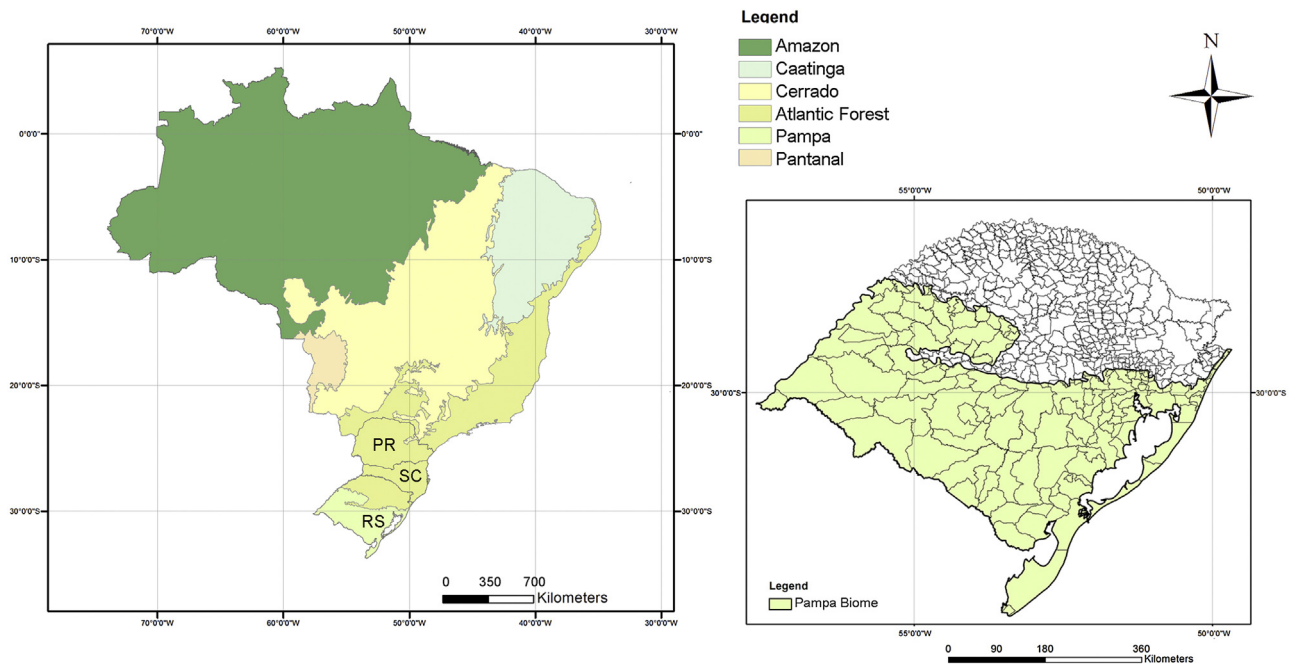 70°0'0"W 60°0'0"W 50°0'0"W 40°0'0"W 30°0'0"W
0°0'0" 0°0'0"
10°0'0"S 10°0'0"S
20°0'0"S 20°0'0"S
30°0'0"S 30°0'0"S
PR
SC
RS
0 350 700
Kilometers
70°0'0"W 60°0'0"W 50°0'0"W 40°0'0"W 30°0'0"W
Legend
Amazon
Caatinga
Cerrado
Atlantic Forest
Pampa
Pantanal
N
55°0'0"W 50°0'0"W
30°0'0"S 30°0'0"S
Legend
Pampa Biome
55°0'0"W 50°0'0"W
0 90 180 360
Kilometers